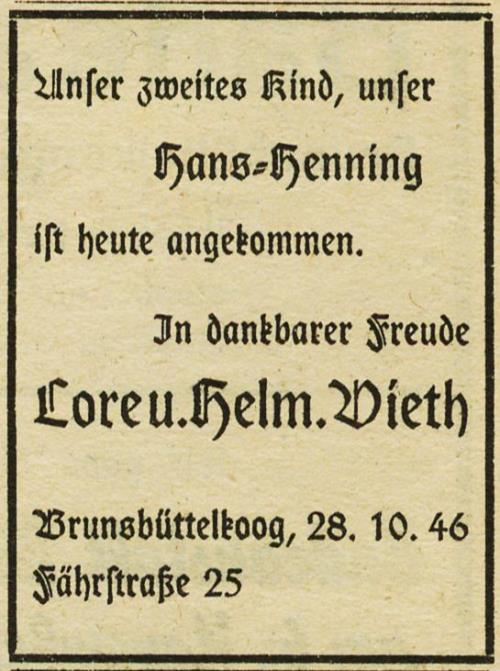 Unſer zweites Kind, unſer
Hans-Henning
iſt heute angekommen.
In dankbarer Freude
Lore u. Helm. Vieth
Brunsbüttelkoog, 28. 10. 46
Fährſtraße 25